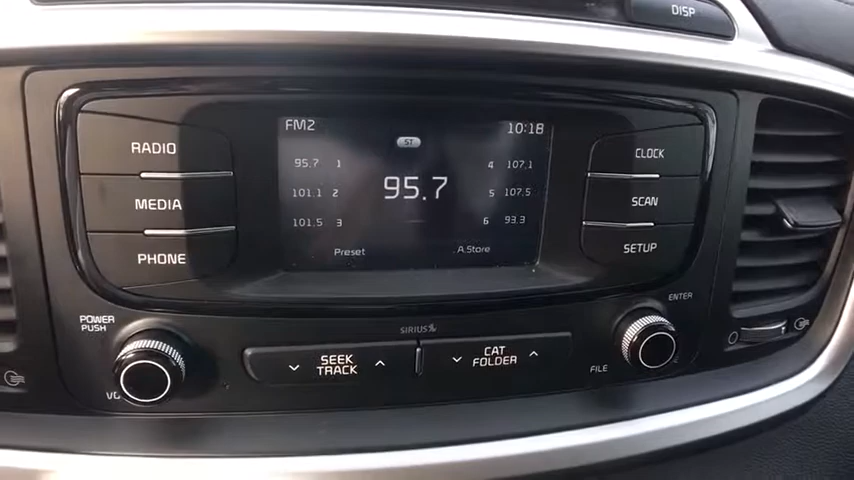 DISP
RADIO
MEDIA
PHONE
FM2
ST
10:18
95.7 1
101.1 2
101.5 3
95.7
4 107.1
5 107.5
6 93.3
Preset
A.Store
CLOCK
SCAN
SETUP
POWER
PUSH
VOL
SIRIUS
SEEK
TRACK
CAT
FOLDER
ENTER
FILE